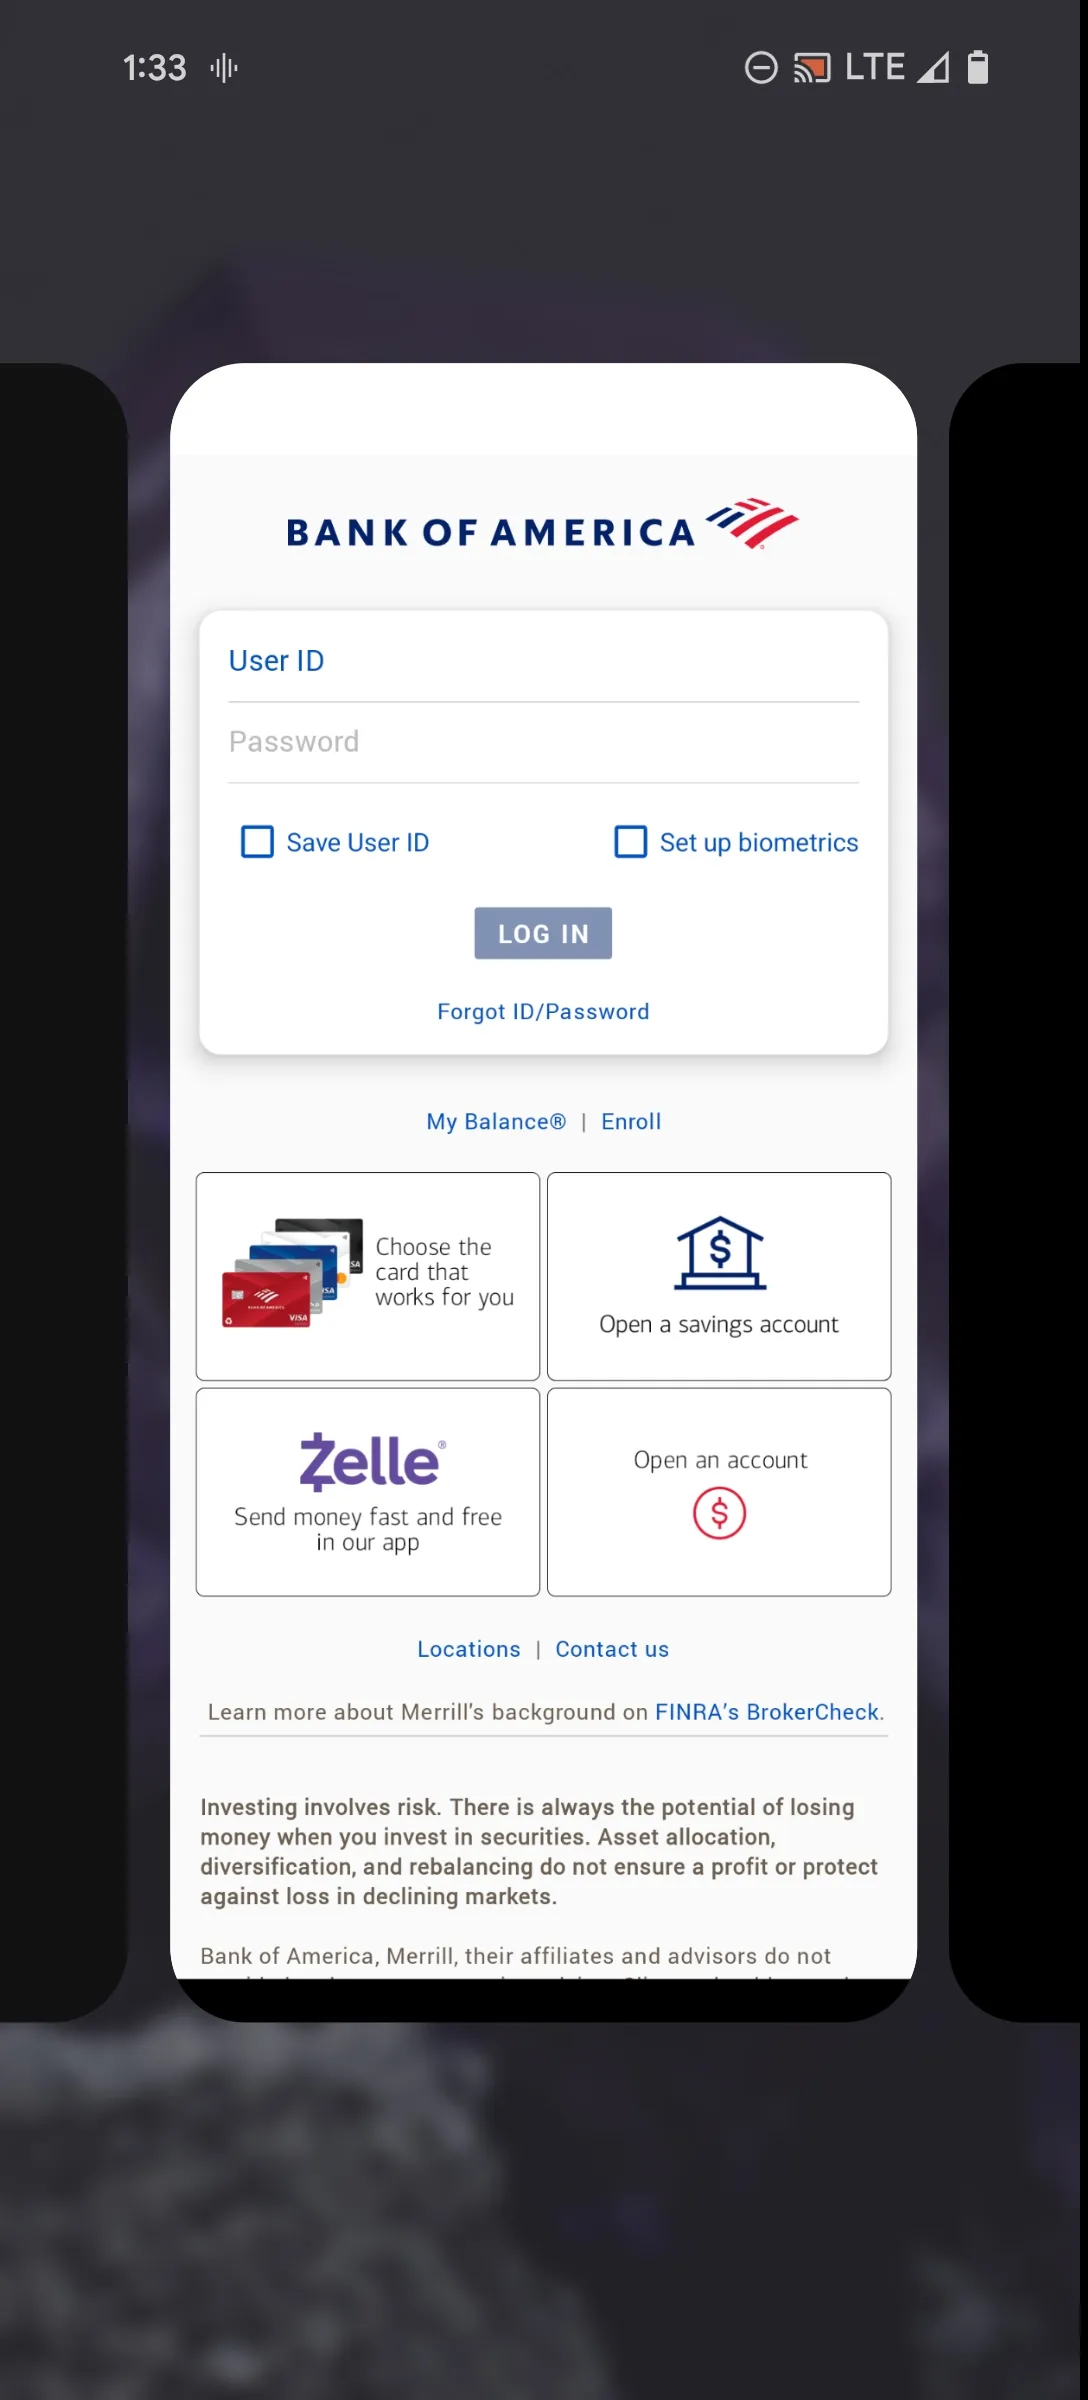 1:33 LTE
BANK OF AMERICA
User ID
Password
Save User ID Set up biometrics
LOG IN
Forgot ID/Password
My Balance® | Enroll
Choose the
card that
works for you
VISA
Open a savings account
Zelle®
Send money fast and free
in our app
Open an account
Locations | Contact us
Learn more about Merrill's background on FINRA's BrokerCheck.
Investing involves risk. There is always the potential of losing
money when you invest in securities. Asset allocation,
diversification, and rebalancing do not ensure a profit or protect
against loss in declining markets.
Bank of America, Merrill, their affiliates and advisors do not